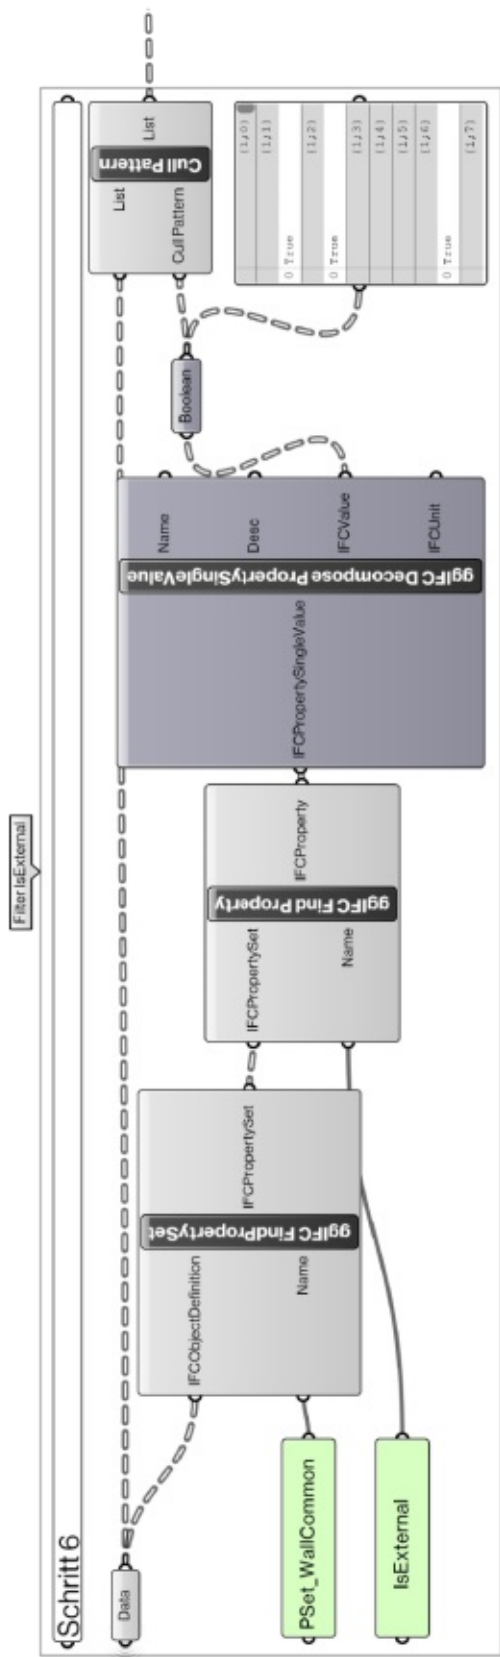 Filter IsExternal
Schritt 6
Data
PSet_WallCommon
IsExternal
IFCObjectDefinition
Name
ggIFC FindPropertySet
IFCPropertySet
IFCPropertySet
Name
ggIFC Find Property
IFCProperty
IFCPropertySingleValue
ggIFC Decompose PropertySingleValue
Name
Desc
IFCValue
IFCUnit
Boolean
List
Cull Pattern
Cull Pattern
List
{1;0}
{1;1}
0 True
{1;2}
0 True
{1;3}
{1;4}
{1;5}
{1;6}
0 True
{1;7}